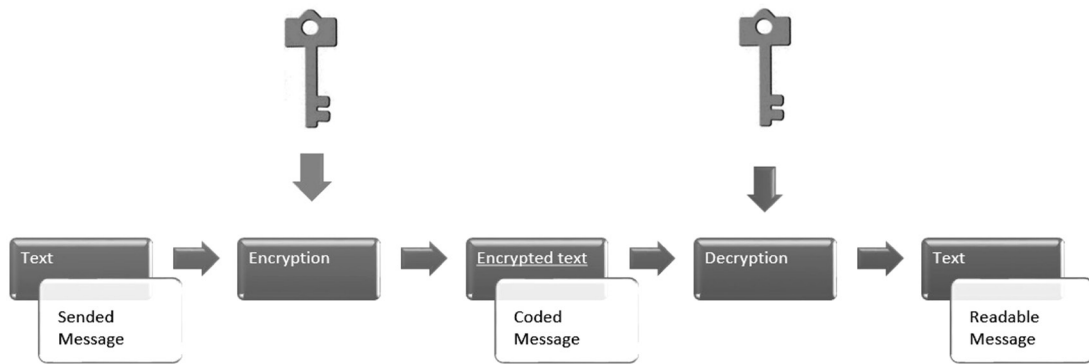 Text
Encryption
Encrypted text
Decryption
Text
Sended
Message
Coded
Message
Readable
Message